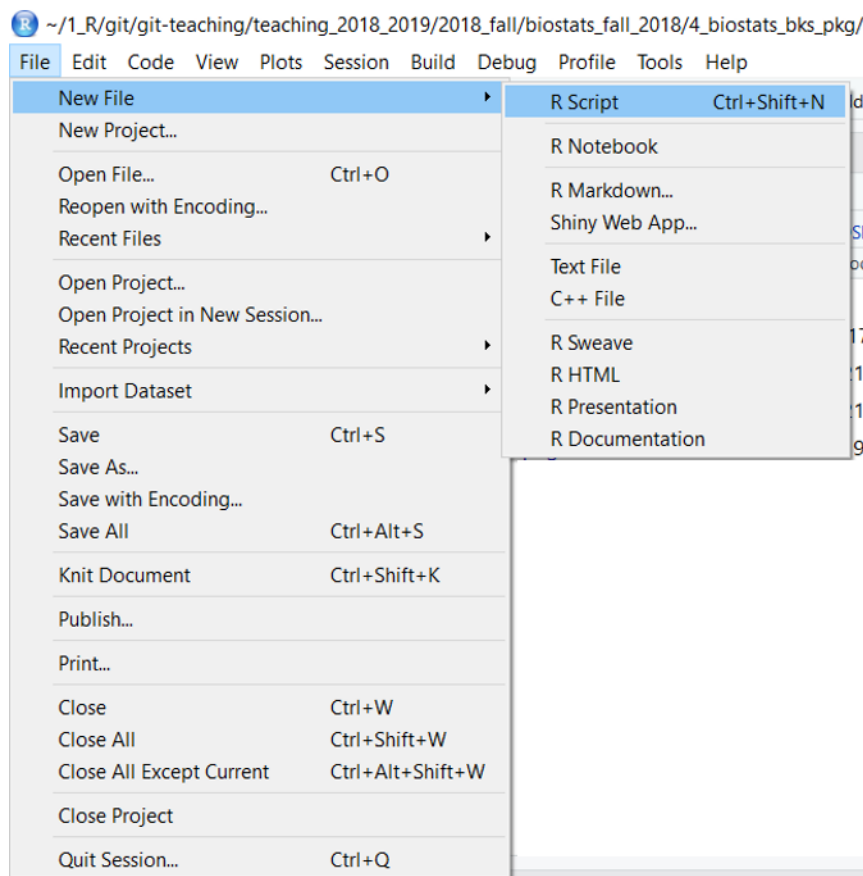 R ~/1_R/git/git-teaching/teaching_2018_2019/2018_fall/biostats_fall_2018/4_biostats_bks_pkg/
File Edit Code View Plots Session Build Debug Profile Tools Help
New File
New Project...
Open File... Ctrl+O
Reopen with Encoding...
Recent Files
Open Project...
Open Project in New Session...
Recent Projects
Import Dataset
Save Ctrl+S
Save As...
Save with Encoding...
Save All Ctrl+Alt+S
Knit Document Ctrl+Shift+K
Publish...
Print...
Close Ctrl+W
Close All Ctrl+Shift+W
Close All Except Current Ctrl+Alt+Shift+W
Close Project
Quit Session... Ctrl+Q
R Script Ctrl+Shift+N
R Notebook
R Markdown...
Shiny Web App...
Text File
C++ File
R Sweave
R HTML
R Presentation
R Documentation